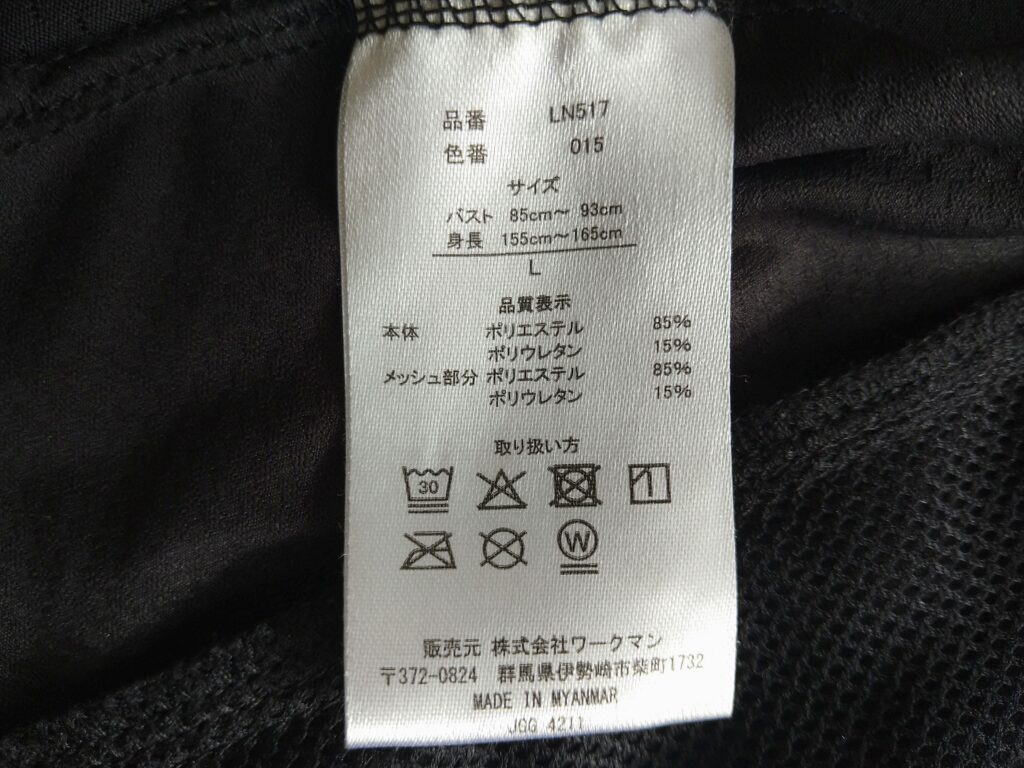 品番 LN517
色番 015
サイズ
バスト 85cm～ 93cm
身長 155cm～165cm
L
品質表示
本体 ポリエステル 85%
ポリウレタン 15%
メッシュ部分 ポリエステル 85%
ポリウレタン 15%
取り扱い方
30
W
販売元 株式会社ワークマン
〒372-0824 群馬県伊勢崎市柴町1732
MADE IN MYANMAR
JGG 4211